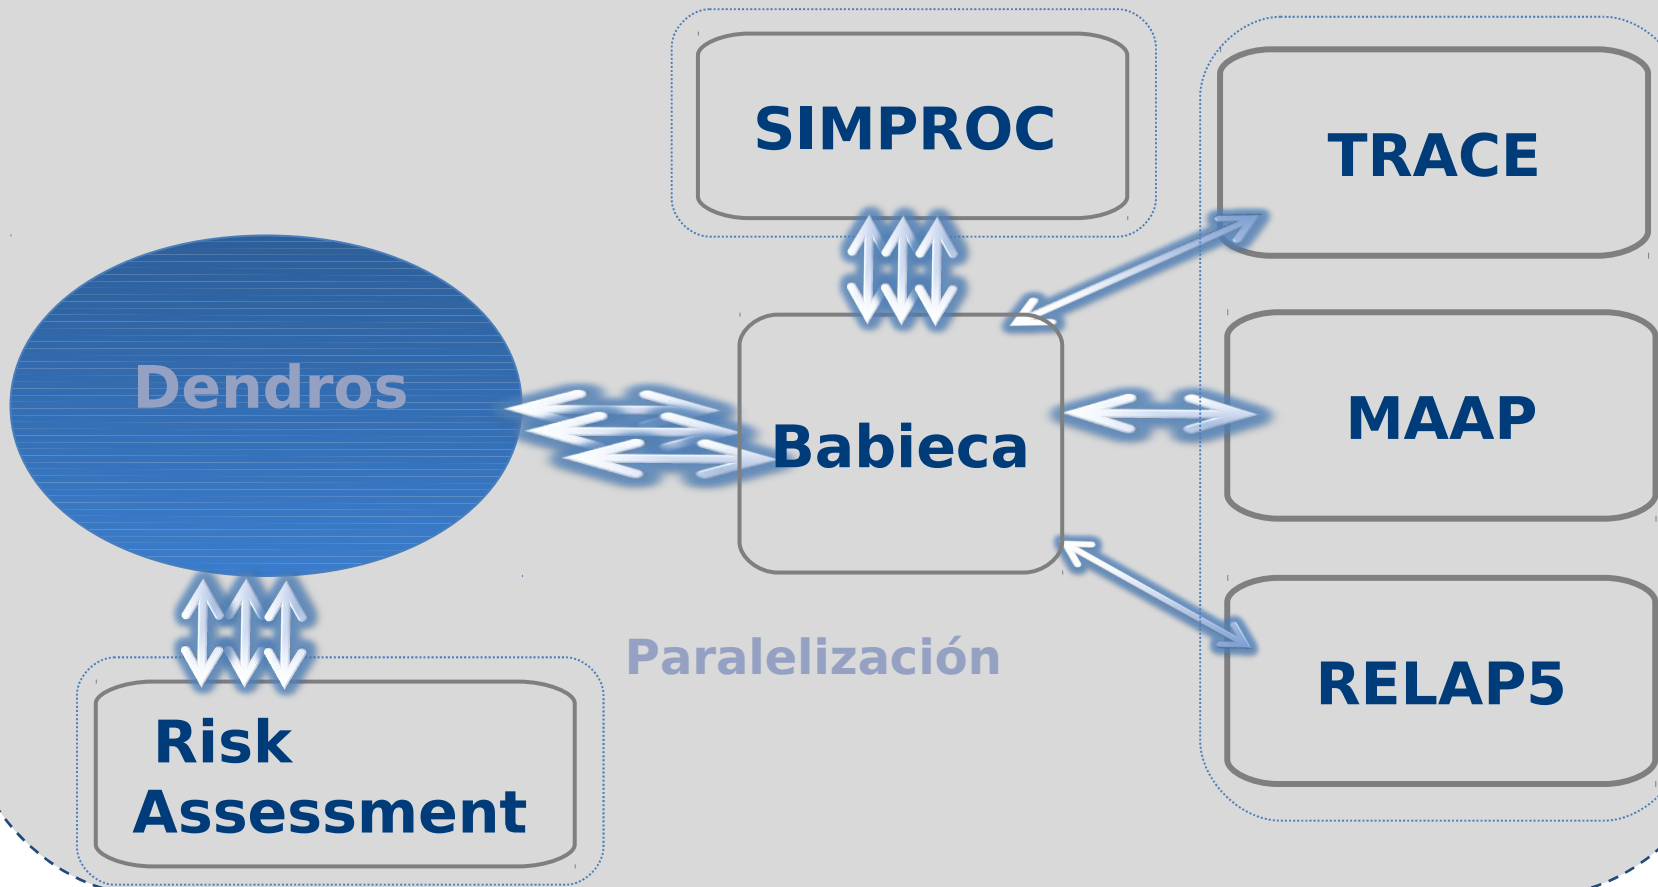 SIMPROC
TRACE
Dendros
Babieca
MAAP
Paralelización
RELAP5
Risk
Assessment